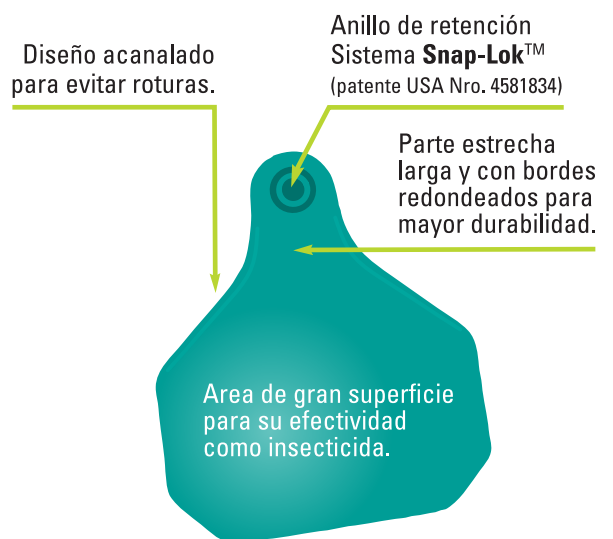 Diseño acanalado
para evitar roturas.
Anillo de retención
Sistema Snap-Lok™
(patente USA Nro. 4581834)
Parte estrecha
larga y con bordes
redondeados para
mayor durabilidad.
Area de gran superficie
para su efectividad
como insecticida.